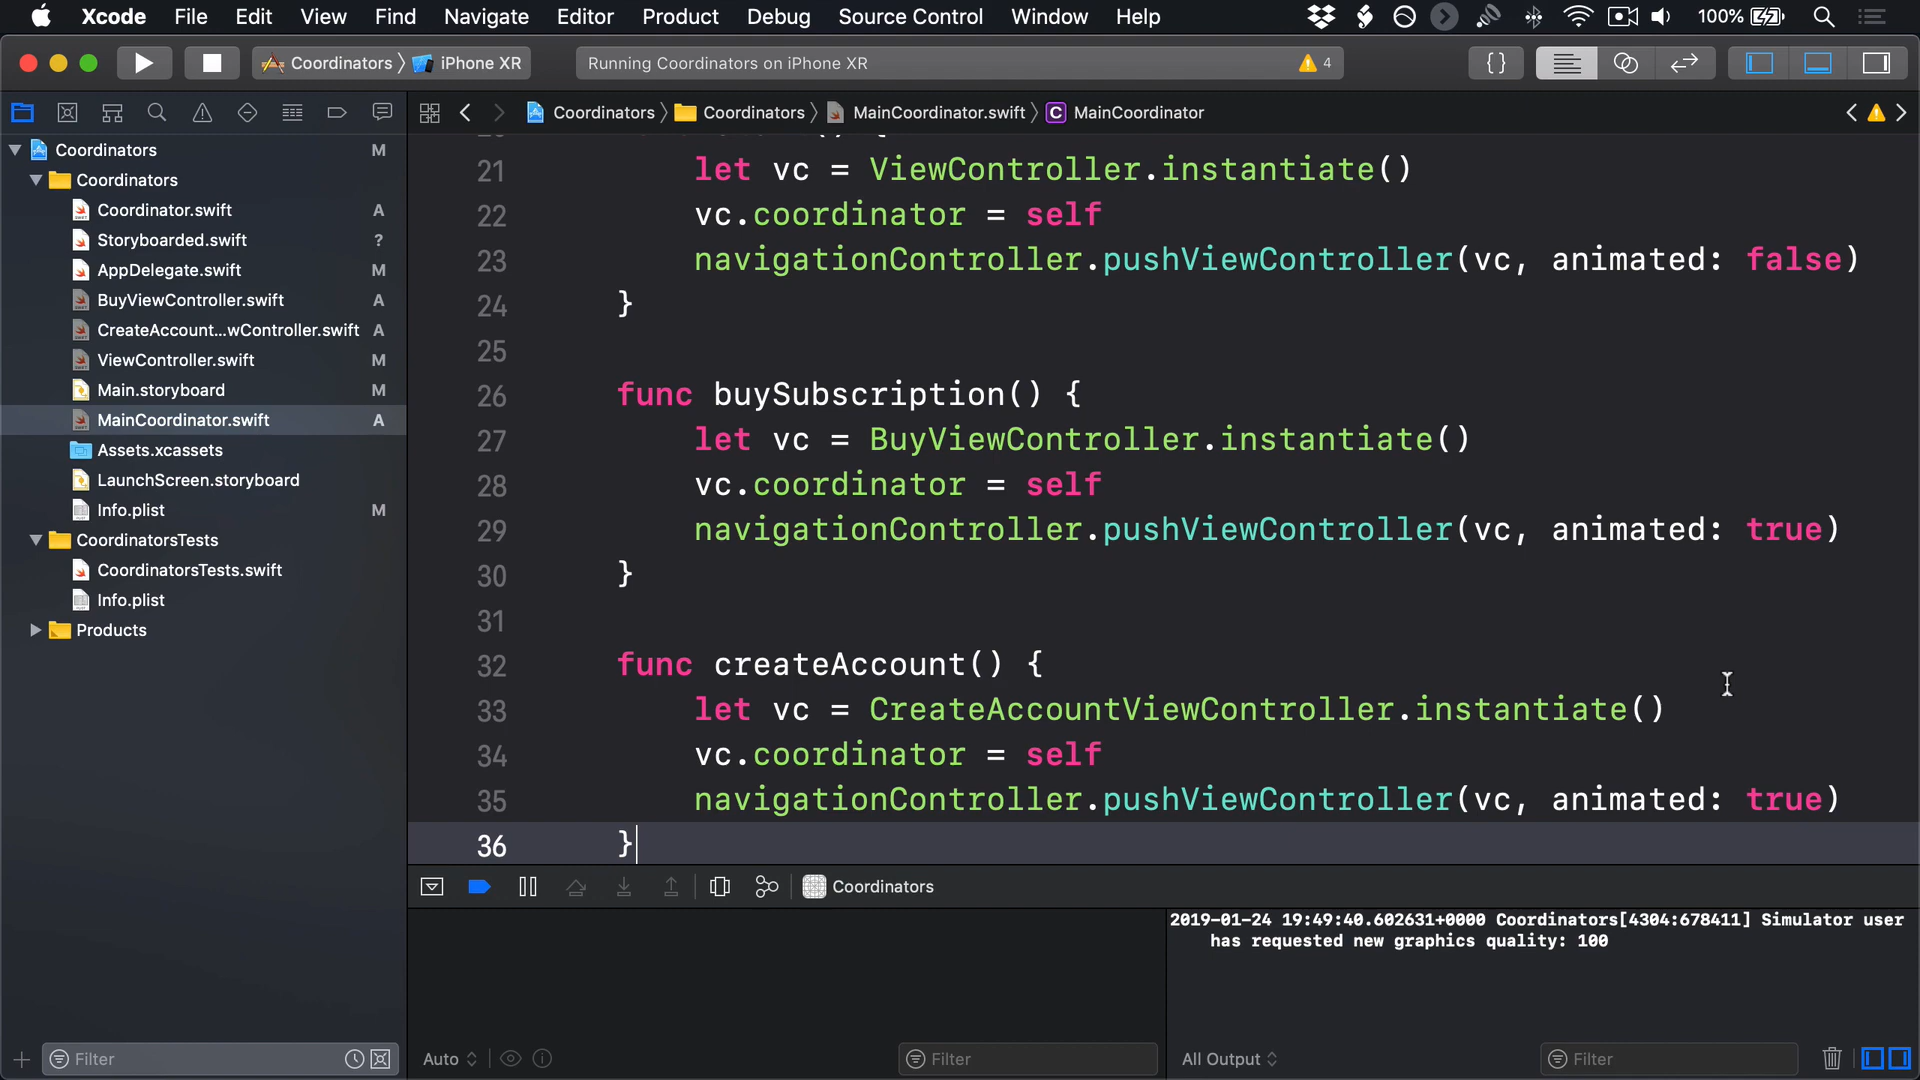 Xcode File Edit View Find Navigate Editor Product Debug Source Control Window Help 100%
Coordinators iPhone XR
Running Coordinators on iPhone XR 4
Coordinators Coordinators MainCoordinator.swift C MainCoordinator
Coordinators M
Coordinators
Coordinator.swift A
Storyboarded.swift ?
AppDelegate.swift M
BuyViewController.swift A
CreateAccount...wController.swift A
ViewController.swift M
Main.storyboard M
MainCoordinator.swift A
Assets.xcassets
LaunchScreen.storyboard
Info.plist M
CoordinatorsTests
CoordinatorsTests.swift
Info.plist
Products
21 let vc = ViewController.instantiate()
22 vc.coordinator = self
23 navigationController.pushViewController(vc, animated: false)
24 }
25
26 func buySubscription() {
27 let vc = BuyViewController.instantiate()
28 vc.coordinator = self
29 navigationController.pushViewController(vc, animated: true)
30 }
31
32 func createAccount() {
33 let vc = CreateAccountViewController.instantiate()
34 vc.coordinator = self
35 navigationController.pushViewController(vc, animated: true)
36 }
Coordinators
2019-01-24 19:49:40.602631+0000 Coordinators[4304:678411] Simulator user
has requested new graphics quality: 100
Filter
Auto
Filter
All Output
Filter